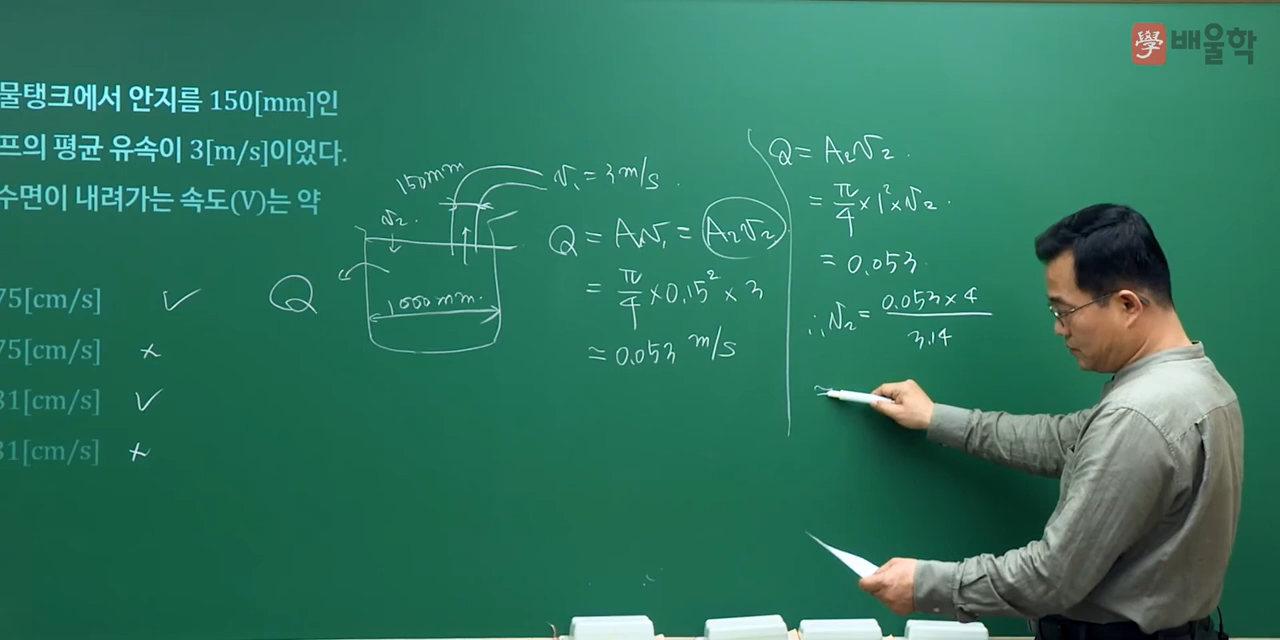 學 배울학
물탱크에서 안지름 150[mm]인
프의 평균 유속이 3[m/s]이었다.
수면이 내려가는 속도(V)는 약
75[cm/s] ✓
75[cm/s] ×
31[cm/s] ✓
31[cm/s] ×
150mm
v₁ = 3m/s.
v₂
1000mm.
Q
Q = Av₁ = A₂v₂
= π/4 × 0.15² × 3
≈ 0.053 m/s
Q = A₂v₂.
= π/4 × 1² × v₂.
= 0.053.
∴ v₂ = 0.053 × 4 / 3.14